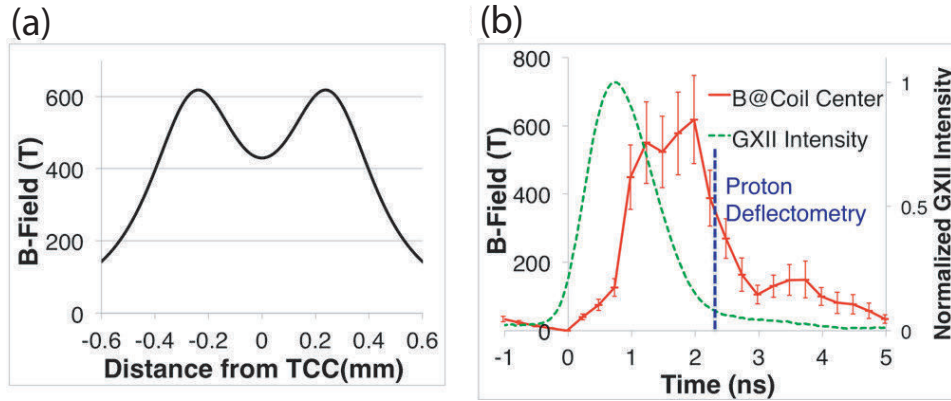 (a)
B-Field (T)
600
400
200
0
-0.6 -0.4 -0.2 0 0.2 0.4 0.6
Distance from TCC(mm)
(b)
B-Field (T)
800
600
400
200
0
-1 0 1 2 3 4 5
Time (ns)
B@Coil Center
GXII Intensity
Proton
Deflectometry
1
0.5
0
Normalized GXII Intensity